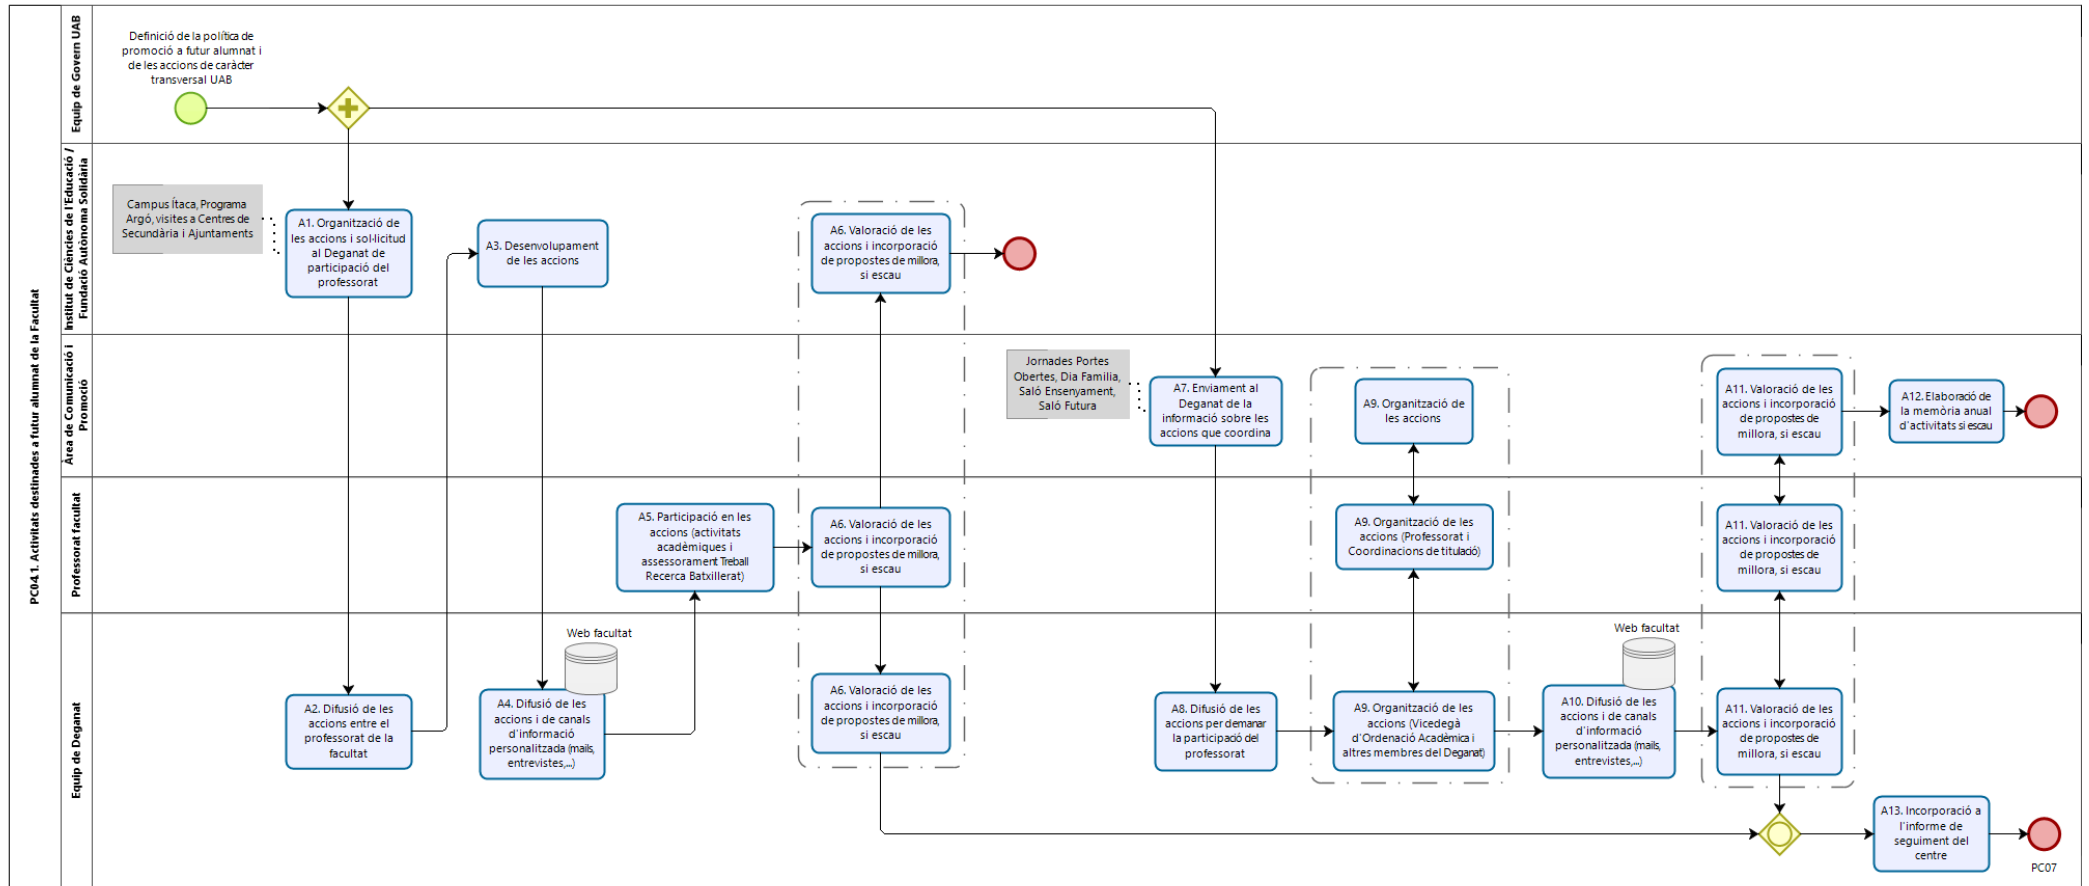 PC04.1. Activitats destinades a futur alumnat de la Facultat
Equip de Govern UAB
Definició de la política de
promoció a futur alumnat i
de les accions de caràcter
transversal UAB
Institut de Ciències de l'Educació /
Fundació Autònoma Solidària
Campus Ítaca, Programa
Argó, visites a Centres de
Secundària i Ajuntaments
A1. Organització de
les accions i sol·licitud
al Deganat de
participació del
professorat
A3. Desenvolupament
de les accions
A6. Valoració de les
accions i incorporació
de propostes de millora,
si escau
Àrea de Comunicació i
Promoció
Jornades Portes
Obertes, Dia Familia,
Saló Ensenyament,
Saló Futura
A7. Enviament al
Deganat de la
informació sobre les
accions que coordina
A9. Organització de
les accions
A11. Valoració de les
accions i incorporació
de propostes de
millora, si escau
A12. Elaboració de
la memòria anual
d'activitats si escau
Professorat facultat
A5. Participació en les
accions (activitats
acadèmiques i
assessorament Treball
Recerca Batxillerat)
A6. Valoració de les
accions i incorporació
de propostes de millora,
si escau
A9. Organització de les
accions (Professorat i
Coordinacions de titulació)
A11. Valoració de les
accions i incorporació
de propostes de
millora, si escau
Equip de Deganat
A2. Difusió de les
accions entre el
professorat de la
facultat
Web facultat
A4. Difusió de les
accions i de canals
d'informació
personalitzada (mails,
entrevistes,...)
A6. Valoració de les
accions i incorporació
de propostes de millora,
si escau
A8. Difusió de les
accions per demanar
la participació del
professorat
A9. Organització de les
accions (Vicedegà
d'Ordenació Acadèmica i
altres membres del Deganat)
Web facultat
A10. Difusió de les
accions i de canals
d'informació
personalitzada (mails,
entrevistes,...)
A11. Valoració de les
accions i incorporació
de propostes de
millora, si escau
A13. Incorporació a
l'informe de
seguiment del
centre
PC07